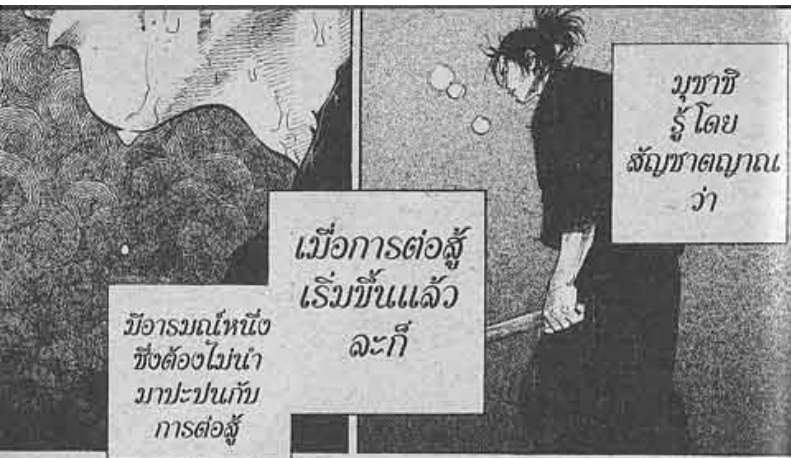 มุซาชิ
รู้โดย
สัญชาตญาณ
ว่า
เมื่อการต่อสู้
เริ่มขึ้นแล้ว
ละก็
มีอารมณ์หนึ่ง
ซึ่งต้องไม่นำ
มาปะปนกับ
การต่อสู้